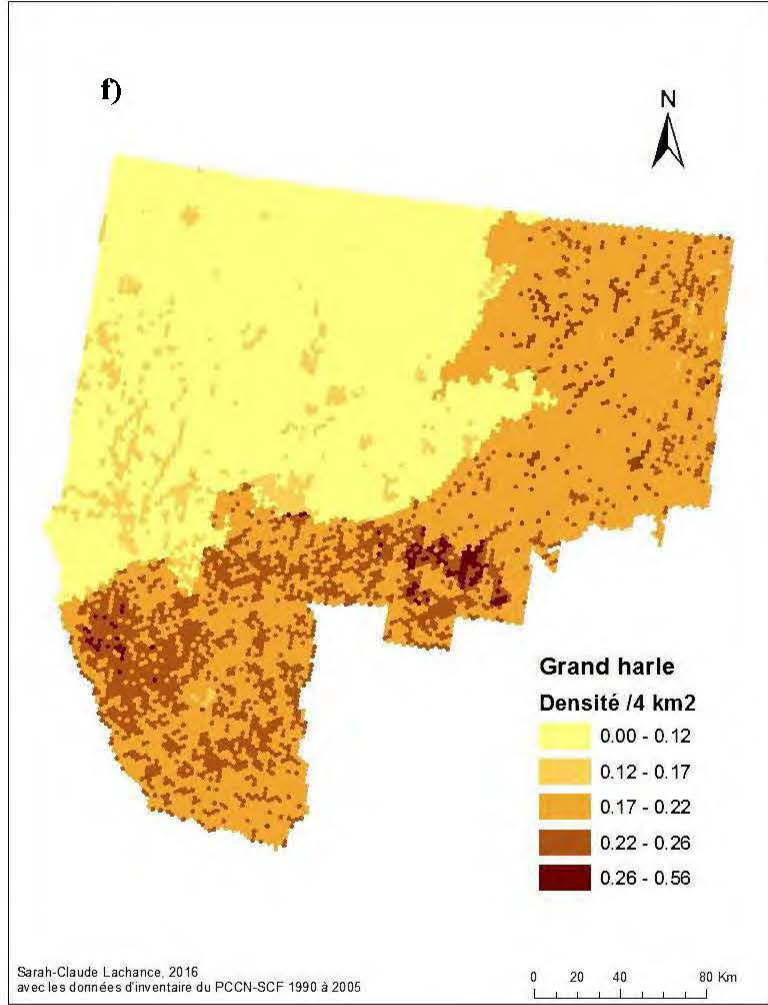 f)
N
Grand harle
Densité /4 km2
0.00 - 0.12
0.12 - 0.17
0.17 - 0.22
0.22 - 0.26
0.26 - 0.56
Sarah-Claude Lachance, 2016
avec les données d'inventaire du PCCN-SCF 1990 à 2005
0 20 40 80 Km